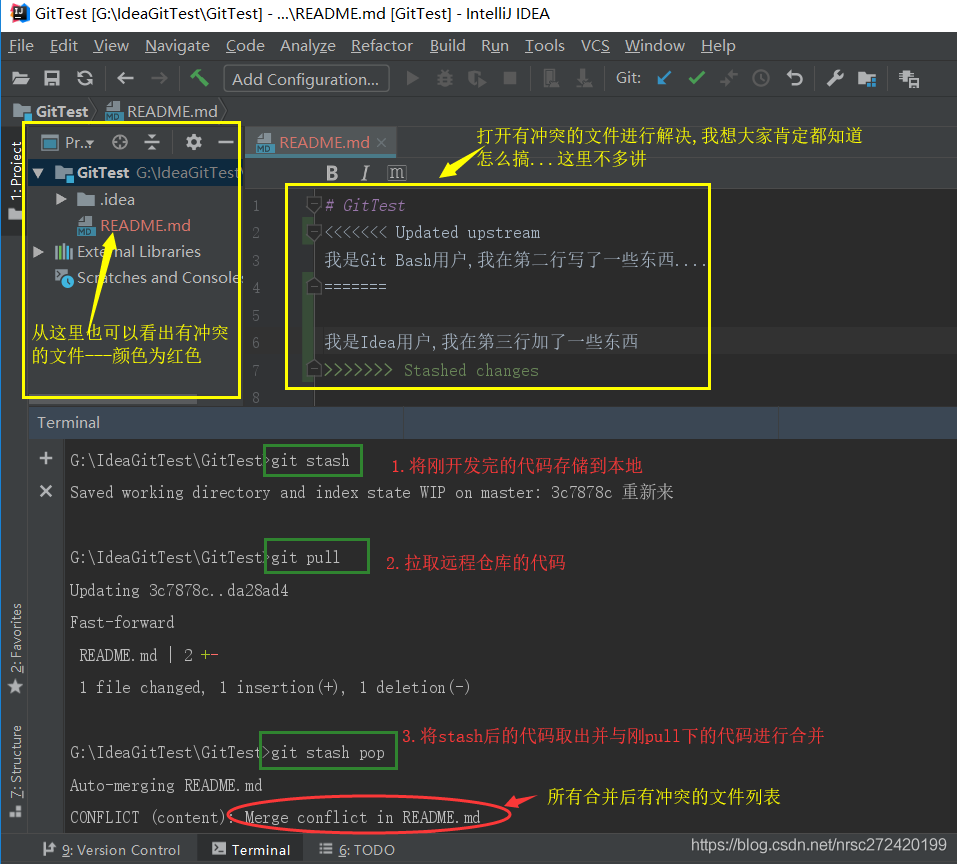 GitTest [G:\IdeaGitTest\GitTest] - ...\README.md [GitTest] - IntelliJ IDEA
File Edit View Navigate Code Analyze Refactor Build Run Tools VCS Window Help
Add Configuration... Git:
GitTest README.md
1: Project
Pr.. README.md
打开有冲突的文件进行解决,我想大家肯定都知道
怎么搞...这里不多讲
B I m
GitTest G:\IdeaGitTest
.idea
README.md
External Libraries
Scratches and Console
从这里也可以看出有冲突
的文件---颜色为红色
1 # GitTest
2 <<<<<<< Updated upstream
3 我是Git Bash用户,我在第二行写了一些东西....
4 =======
5
6 我是Idea用户,我在第三行加了一些东西
7 >>>>>>> Stashed changes
8
Terminal
G:\IdeaGitTest\GitTest>git stash 1.将刚开发完的代码存储到本地
Saved working directory and index state WIP on master: 3c7878c 重新来
G:\IdeaGitTest\GitTest>git pull 2.拉取远程仓库的代码
Updating 3c7878c..da28ad4
Fast-forward
README.md | 2 +-
1 file changed, 1 insertion(+), 1 deletion(-)
G:\IdeaGitTest\GitTest>git stash pop 3.将stash后的代码取出并与刚pull下的代码进行合并
Auto-merging README.md
CONFLICT (content): Merge conflict in README.md 所有合并后有冲突的文件列表
2: Favorites
7: Structure
9: Version Control Terminal 6: TODO
https://blog.csdn.net/nrsc272420199